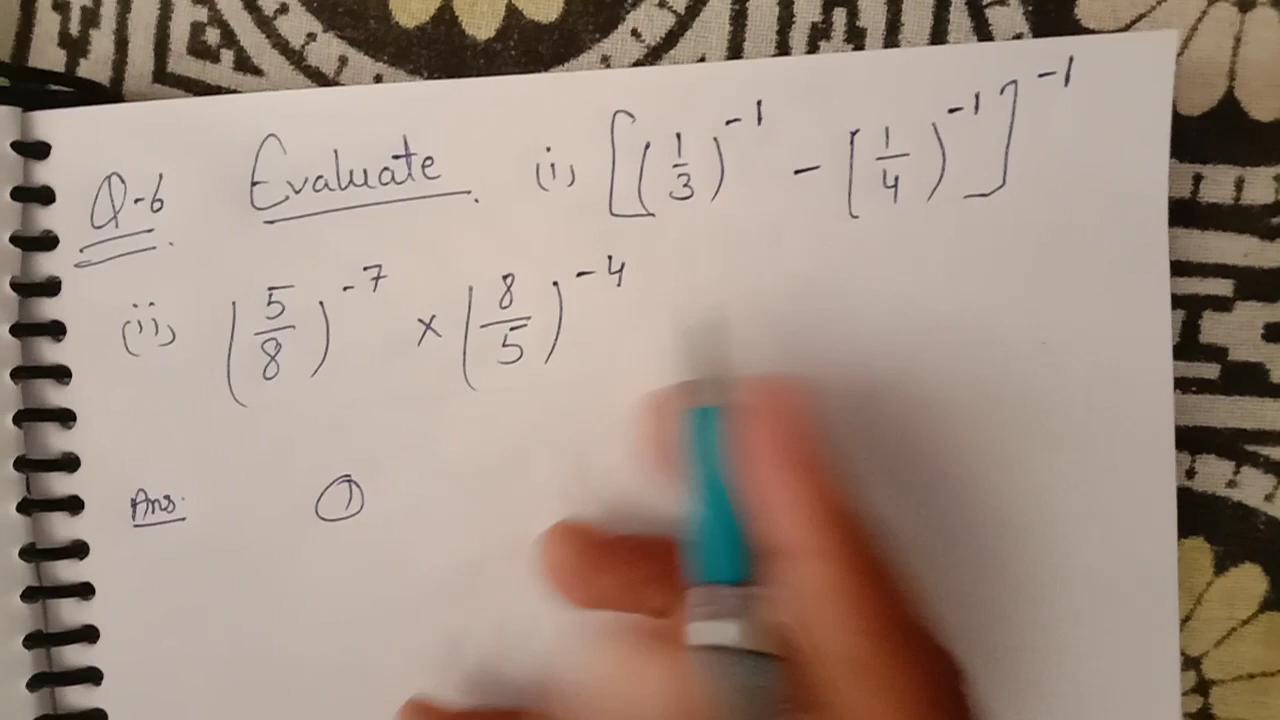 Q-6 Evaluate. (i) [(1/3)^-1 - (1/4)^-1]^-1
(ii) (5/8)^-7 × (8/5)^-4
Ans. ①